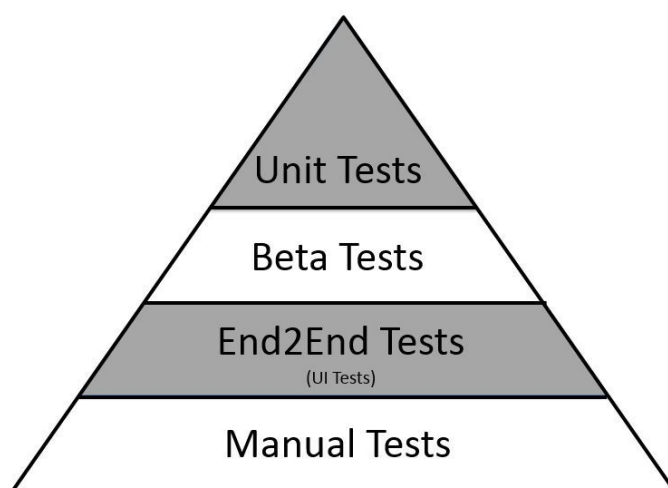 Unit Tests
Beta Tests
End2End Tests
(UI Tests)
Manual Tests